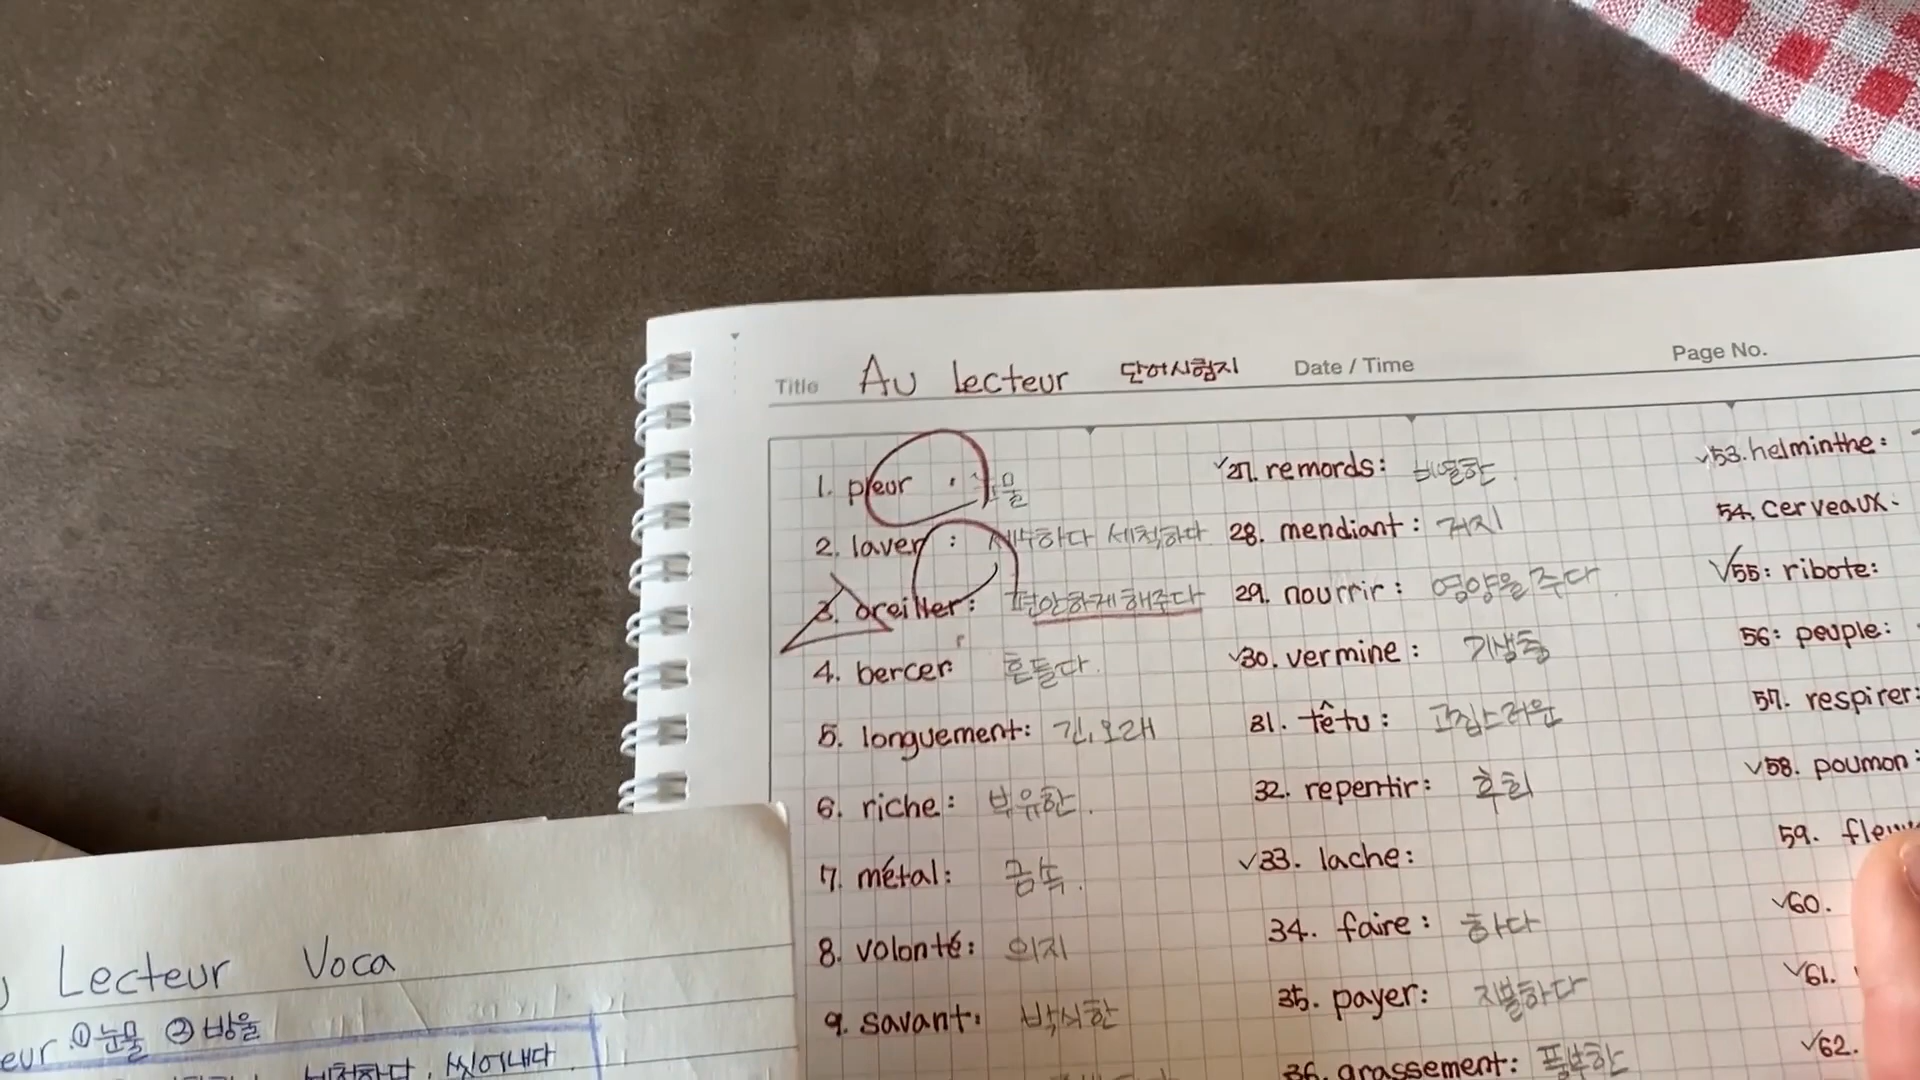 Title Au lecteur 단어시험지 Date / Time Page No.
1. pleur : 눈물
2. laver : 세수하다 세척하다
3. oreiller: 편안하게 해준다
4. bercer: 흔들다.
5. longuement: 긴, 오래
6. riche: 부유한.
7. métal: 금속.
8. volonté: 의지
9. savant: 박식한
✓27. remords: 비열한.
28. mendiant: 거지
29. nourrir: 영양을 주다.
✓30. vermine: 기생충
31. têtu: 고집스러운
32. repentir: 후회
✓33. lache:
34. faire: 하다
35. payer: 지불하다
36. grassement: 풍부한
✓53. helminthe:
54. cerveaux:
✓55: ribote:
56: peuple:
57. respirer:
✓58. poumon:
59.
✓60.
✓61.
✓62.
Lecteur Voca
eur ① 눈물 ② 방울
세척하다, 씻어내다